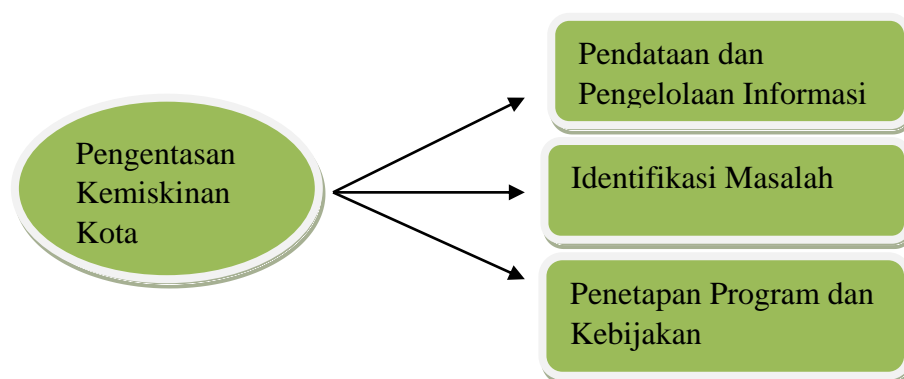 Pengentasan
Kemiskinan
Kota
Pendataan dan
Pengelolaan Informasi
Identifikasi Masalah
Penetapan Program dan
Kebijakan